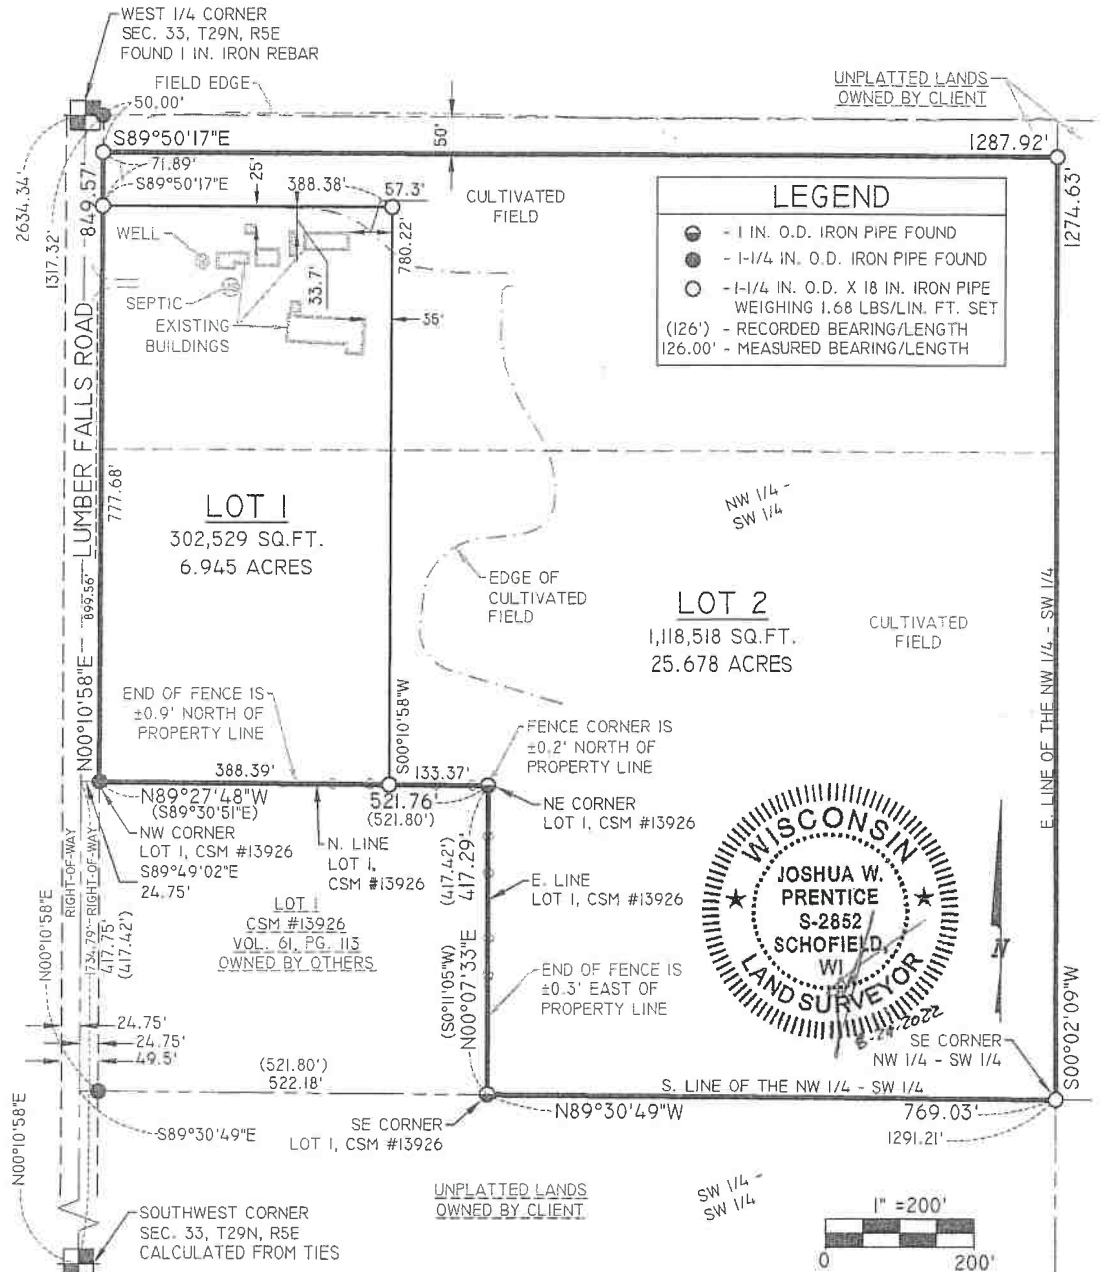 WEST 1/4 CORNER
SEC. 33, T29N, R5E
FOUND 1 IN. IRON REBAR
FIELD EDGE
50.00'
UNPLATTED LANDS
OWNED BY CLIENT
S89°50'17"E
50'
1287.92'
71.89'
S89°50'17"E
25'
388.38'
57.3'
CULTIVATED
FIELD
2634.34'
1317.32'
849.57'
1274.63'
LEGEND
- 1 IN. O.D. IRON PIPE FOUND
- 1-1/4 IN. O.D. IRON PIPE FOUND
- 1-1/4 IN. O.D. X 18 IN. IRON PIPE
WEIGHING 1.68 LBS/LIN. FT. SET
(126') - RECORDED BEARING/LENGTH
126.00' - MEASURED BEARING/LENGTH
WELL
780.22'
33.7'
SEPTIC
EXISTING
BUILDINGS
36'
LUMBER FALLS ROAD
777.68'
899.56'
N00°10'58"E
LOT 1
302,529 SQ.FT.
6.945 ACRES
NW 1/4 -
SW 1/4
EDGE OF
CULTIVATED
FIELD
LOT 2
1,118,518 SQ.FT.
25.678 ACRES
CULTIVATED
FIELD
E. LINE OF THE NW 1/4 - SW 1/4
END OF FENCE IS
±0.9' NORTH OF
PROPERTY LINE
S00°10'58"W
FENCE CORNER IS
±0.2' NORTH OF
PROPERTY LINE
388.39'
133.37'
N89°27'48"W
(S89°30'51"E)
521.76'
(521.80')
NE CORNER
LOT 1, CSM #13926
NW CORNER
LOT 1, CSM #13926
S89°49'02"E
24.75'
N. LINE
LOT 1,
CSM #13926
(417.42')
417.29'
E. LINE
LOT 1, CSM #13926
WISCONSIN
JOSHUA W.
PRENTICE
S-2852
SCHOFIELD,
WI
LAND SURVEYOR
8-24-2022
N
RIGHT-OF-WAY
RIGHT-OF-WAY
N00°10'58"E
1734.79'
417.75'
(417.42')
LOT 1
CSM #13926
VOL. 61, PG. 113
OWNED BY OTHERS
(S0°11'05"W)
N00°07'33"E
END OF FENCE IS
±0.3' EAST OF
PROPERTY LINE
S00°02'09"W
24.75'
24.75'
49.5'
SE CORNER
NW 1/4 - SW 1/4
(521.80')
522.18'
S. LINE OF THE NW 1/4 - SW 1/4
N89°30'49"W
769.03'
1291.21'
S89°30'49"E
SE CORNER
LOT 1, CSM #13926
N00°10'58"E
UNPLATTED LANDS
OWNED BY CLIENT
SW 1/4 -
SW 1/4
SOUTHWEST CORNER
SEC. 33, T29N, R5E
CALCULATED FROM TIES
1" =200'
0 200'